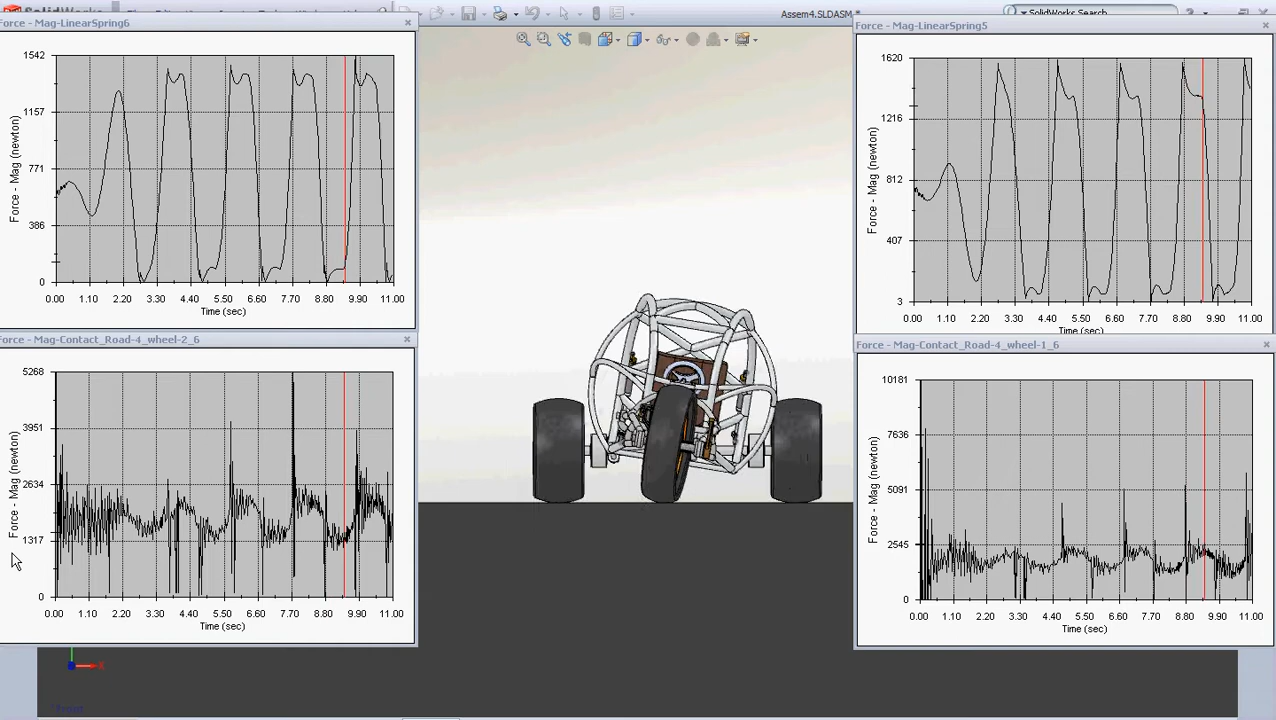 SolidWorks
Assem4.SLDASM
SolidWorks Search
Force - Mag-LinearSpring6
1542
1157
771
386
0
Force - Mag (newton)
0.00 1.10 2.20 3.30 4.40 5.50 6.60 7.70 8.80 9.90 11.00
Time (sec)
Force - Mag-LinearSpring5
1620
1216
812
407
3
Force - Mag (newton)
0.00 1.10 2.20 3.30 4.40 5.50 6.60 7.70 8.80 9.90 11.00
Time (sec)
Force - Mag-Contact_Road-4_wheel-2_6
5268
3951
2634
1317
0
Force - Mag (newton)
0.00 1.10 2.20 3.30 4.40 5.50 6.60 7.70 8.80 9.90 11.00
Time (sec)
Force - Mag-Contact_Road-4_wheel-1_6
10181
7636
5091
2545
0
Force - Mag (newton)
0.00 1.10 2.20 3.30 4.40 5.50 6.60 7.70 8.80 9.90 11.00
Time (sec)
X